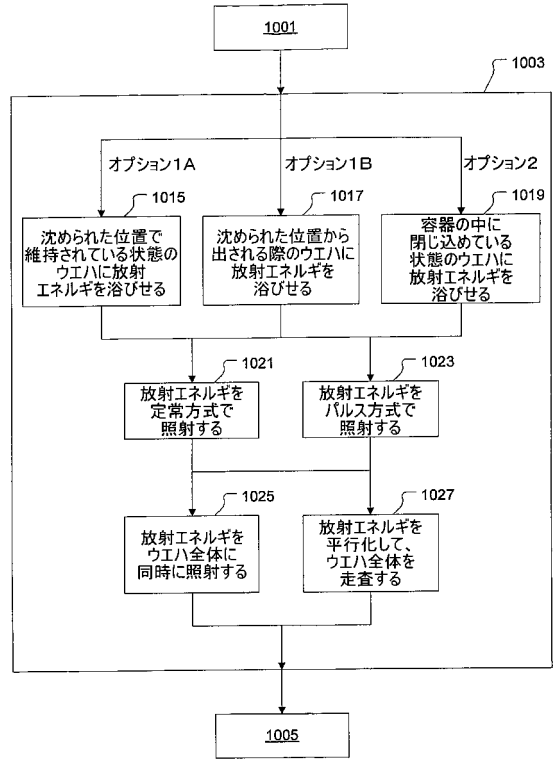 1001
1003
オプション1A
オプション1B
オプション2
1015
沈められた位置で
維持されている状態の
ウエハに放射
エネルギを浴びせる
1017
沈められた位置から
出される際のウエハに
放射エネルギを
浴びせる
1019
容器の中に
閉じ込めている
状態のウエハに
放射エネルギを
浴びせる
1021
放射エネルギを
定常方式で
照射する
1023
放射エネルギを
パルス方式で
照射する
1025
放射エネルギを
ウエハ全体に
同時に照射する
1027
放射エネルギを
平行化して、
ウエハ全体を
走査する
1005